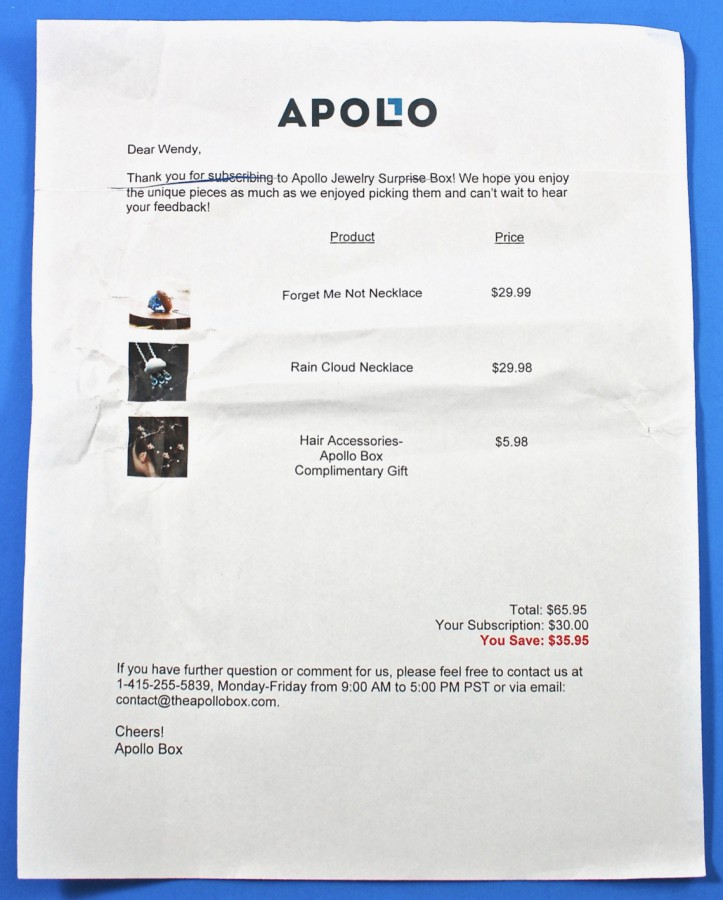 APOLLO
Dear Wendy,
Thank you for subscribing to Apollo Jewelry Surprise Box! We hope you enjoy
the unique pieces as much as we enjoyed picking them and can't wait to hear
your feedback!
Product Price
Forget Me Not Necklace $29.99
Rain Cloud Necklace $29.98
Hair Accessories- $5.98
Apollo Box
Complimentary Gift
Total: $65.95
Your Subscription: $30.00
You Save: $35.95
If you have further question or comment for us, please feel free to contact us at
1-415-255-5839, Monday-Friday from 9:00 AM to 5:00 PM PST or via email:
contact@theapollobox.com.
Cheers!
Apollo Box